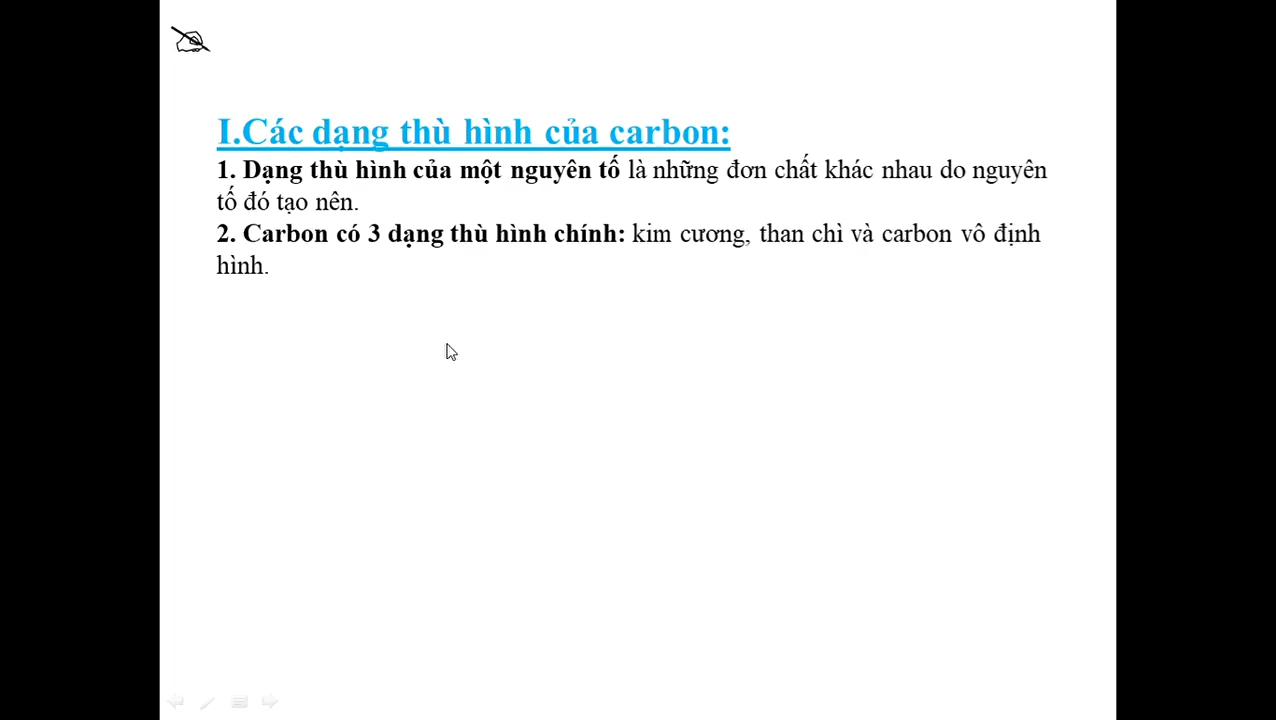 I.Các dạng thù hình của carbon:
1. Dạng thù hình của một nguyên tố là những đơn chất khác nhau do nguyên
tố đó tạo nên.
2. Carbon có 3 dạng thù hình chính: kim cương, than chì và carbon vô định
hình.